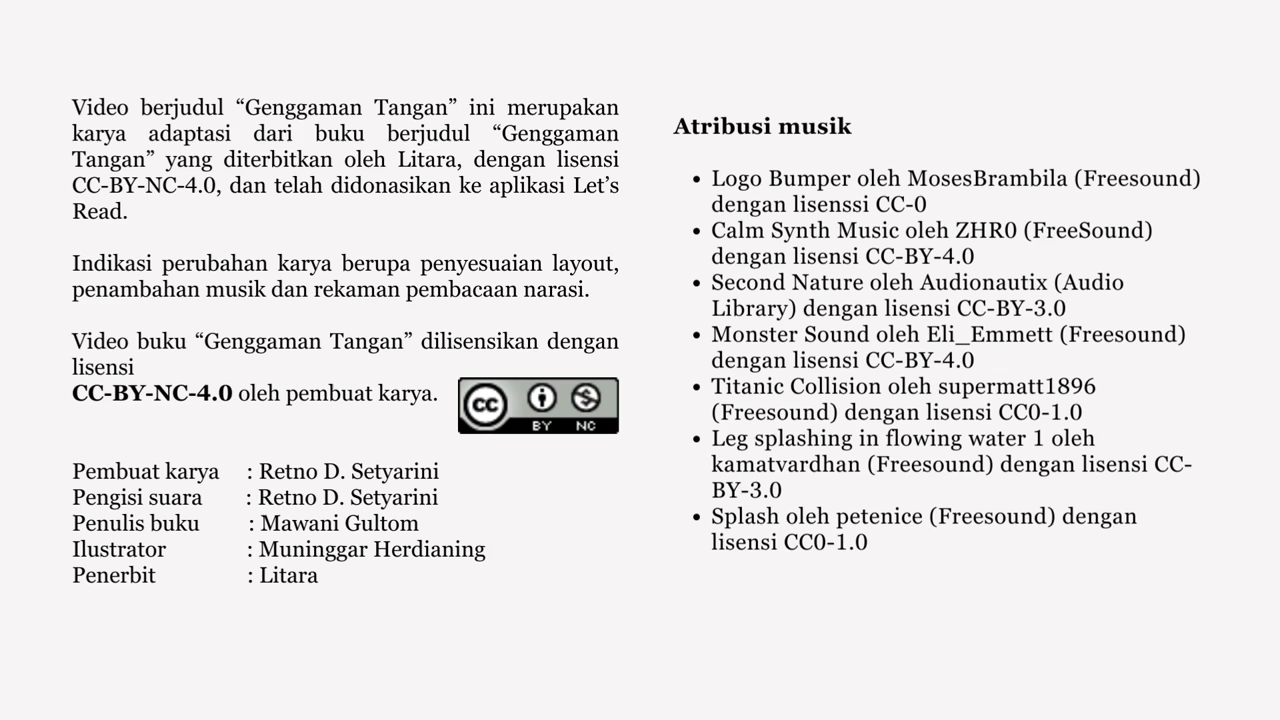 Video berjudul “Genggaman Tangan” ini merupakan
karya adaptasi dari buku berjudul “Genggaman
Tangan” yang diterbitkan oleh Litara, dengan lisensi
CC-BY-NC-4.0, dan telah didonasikan ke aplikasi Let’s
Read.
Indikasi perubahan karya berupa penyesuaian layout,
penambahan musik dan rekaman pembacaan narasi.
Video buku “Genggaman Tangan” dilisensikan dengan
lisensi
CC-BY-NC-4.0 oleh pembuat karya.
CC
BY NC
Pembuat karya : Retno D. Setyarini
Pengisi suara : Retno D. Setyarini
Penulis buku : Mawani Gultom
Ilustrator : Muninggar Herdianing
Penerbit : Litara
Atribusi musik
• Logo Bumper oleh MosesBrambila (Freesound)
dengan lisenssi CC-0
• Calm Synth Music oleh ZHR0 (FreeSound)
dengan lisensi CC-BY-4.0
• Second Nature oleh Audionautix (Audio
Library) dengan lisensi CC-BY-3.0
• Monster Sound oleh Eli_Emmett (Freesound)
dengan lisensi CC-BY-4.0
• Titanic Collision oleh supermatt1896
(Freesound) dengan lisensi CC0-1.0
• Leg splashing in flowing water 1 oleh
kamatvardhan (Freesound) dengan lisensi CC-
BY-3.0
• Splash oleh petenice (Freesound) dengan
lisensi CC0-1.0